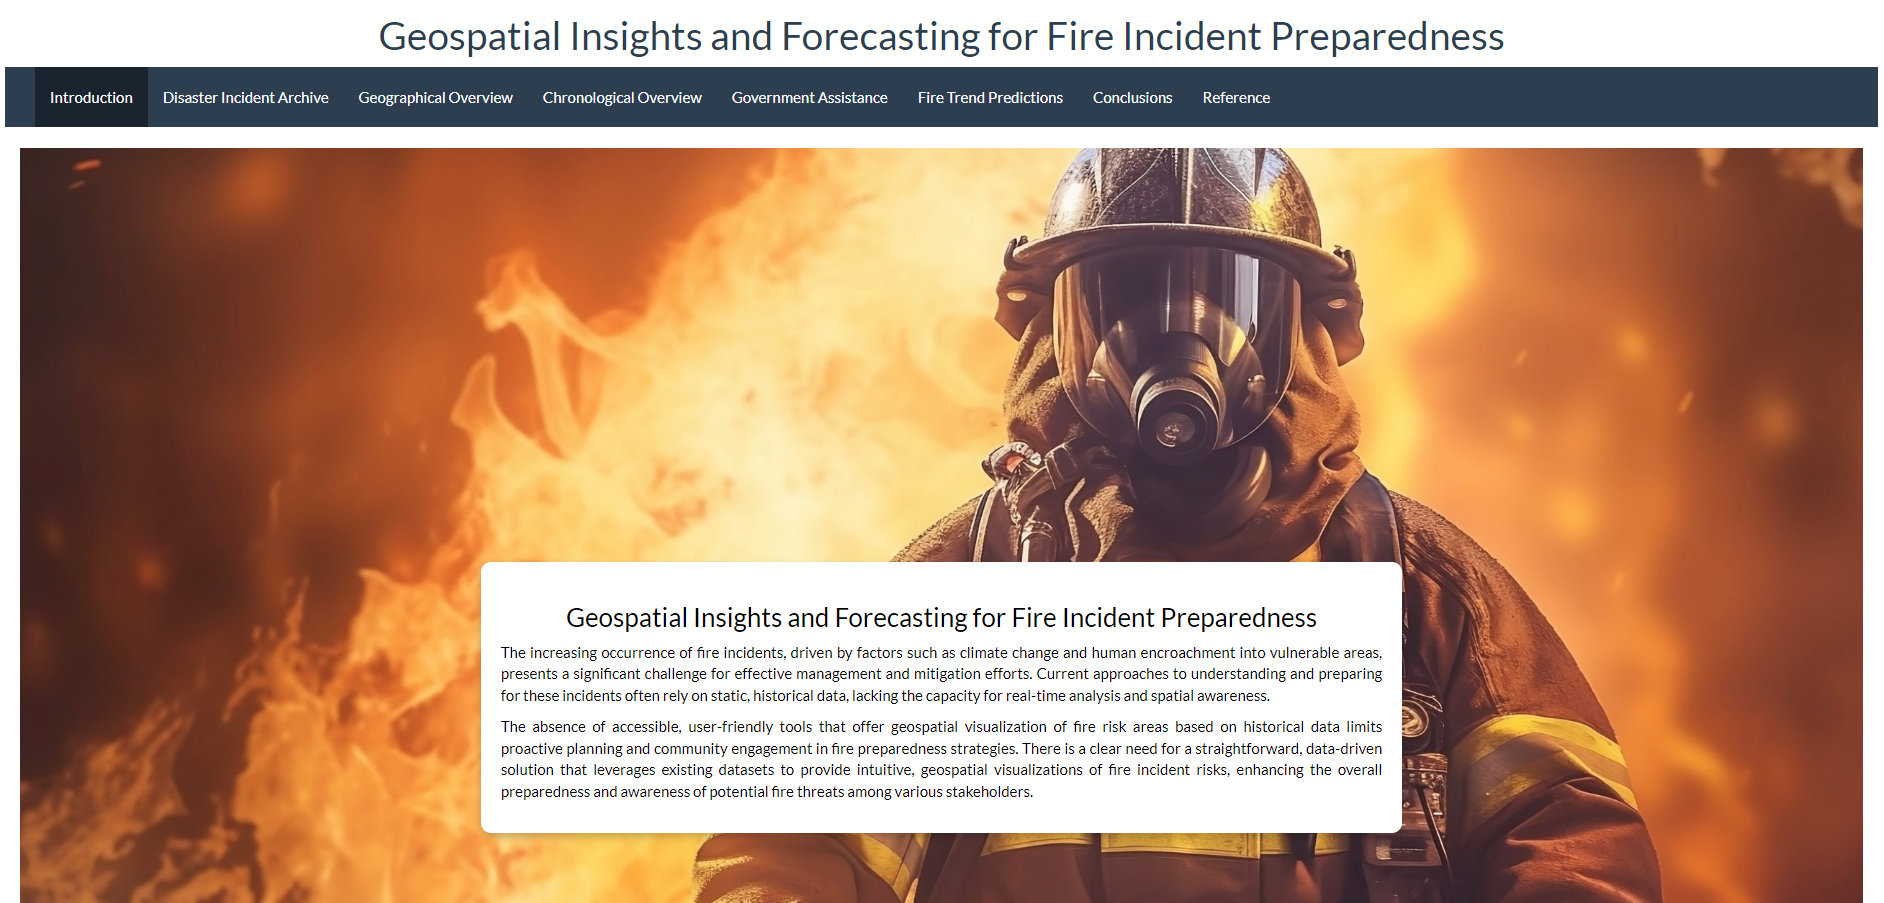 Geospatial Insights and Forecasting for Fire Incident Preparedness
Introduction Disaster Incident Archive Geographical Overview Chronological Overview Government Assistance Fire Trend Predictions Conclusions Reference
Geospatial Insights and Forecasting for Fire Incident Preparedness
The increasing occurrence of fire incidents, driven by factors such as climate change and human encroachment into vulnerable areas,
presents a significant challenge for effective management and mitigation efforts. Current approaches to understanding and preparing
for these incidents often rely on static, historical data, lacking the capacity for real-time analysis and spatial awareness.
The absence of accessible, user-friendly tools that offer geospatial visualization of fire risk areas based on historical data limits
proactive planning and community engagement in fire preparedness strategies. There is a clear need for a straightforward, data-driven
solution that leverages existing datasets to provide intuitive, geospatial visualizations of fire incident risks, enhancing the overall
preparedness and awareness of potential fire threats among various stakeholders.